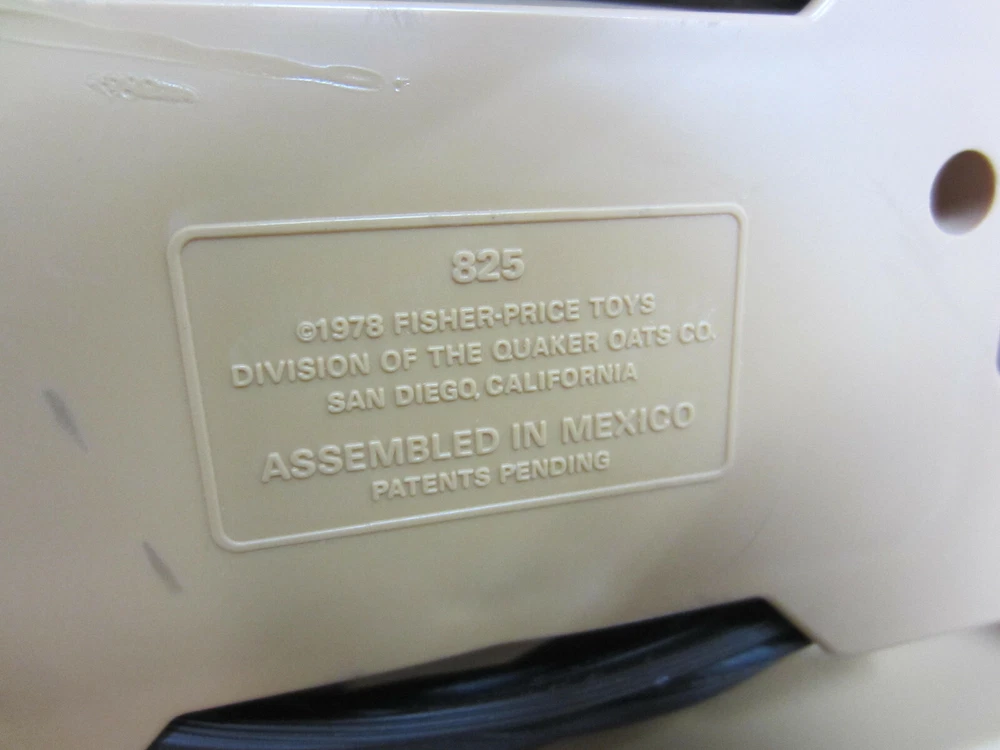 825
©1978 FISHER-PRICE TOYS
DIVISION OF THE QUAKER OATS CO.
SAN DIEGO, CALIFORNIA
ASSEMBLED IN MEXICO
PATENTS PENDING